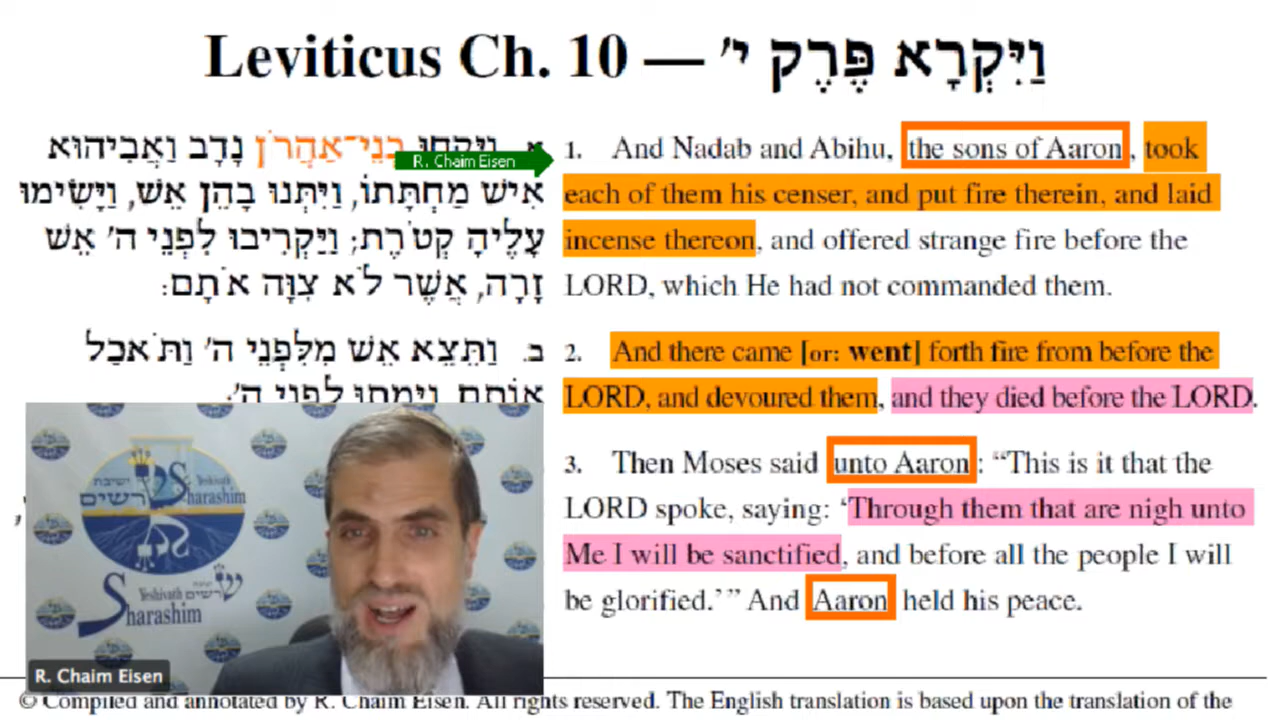 Leviticus Ch. 10 — וַיִּקְרָא פֶּרֶק י׳
בְּנֵי־אַהֲרֹן נָדָב וַאֲבִיהוּא
אִישׁ מַחְתָּתוֹ, וַיִּתְּנוּ בָהֵן אֵשׁ, וַיָּשִׂימוּ
עָלֶיהָ קְטֹרֶת; וַיַּקְרִיבוּ לִפְנֵי ה׳ אֵשׁ
זָרָה, אֲשֶׁר לֹא צִוָּה אֹתָם:
ב. וַתֵּצֵא אֵשׁ מִלִּפְנֵי ה׳ וַתֹּאכַל
אוֹתָם, וַיָּמֻתוּ לִפְנֵי ה׳:
R. Chaim Eisen
1. And Nadab and Abihu, the sons of Aaron, took
each of them his censer, and put fire therein, and laid
incense thereon, and offered strange fire before the
LORD, which He had not commanded them.
2. And there came [or: went] forth fire from before the
LORD, and devoured them, and they died before the LORD.
3. Then Moses said unto Aaron: “This is it that the
LORD spoke, saying: ‘Through them that are nigh unto
Me I will be sanctified, and before all the people I will
be glorified.’” And Aaron held his peace.
ישיבת
שרשים
Sharashim
Yeshivath
שרשים
Sharashim
R. Chaim Eisen
© Compiled and annotated by R. Chaim Eisen. All rights reserved. The English translation is based upon the translation of the